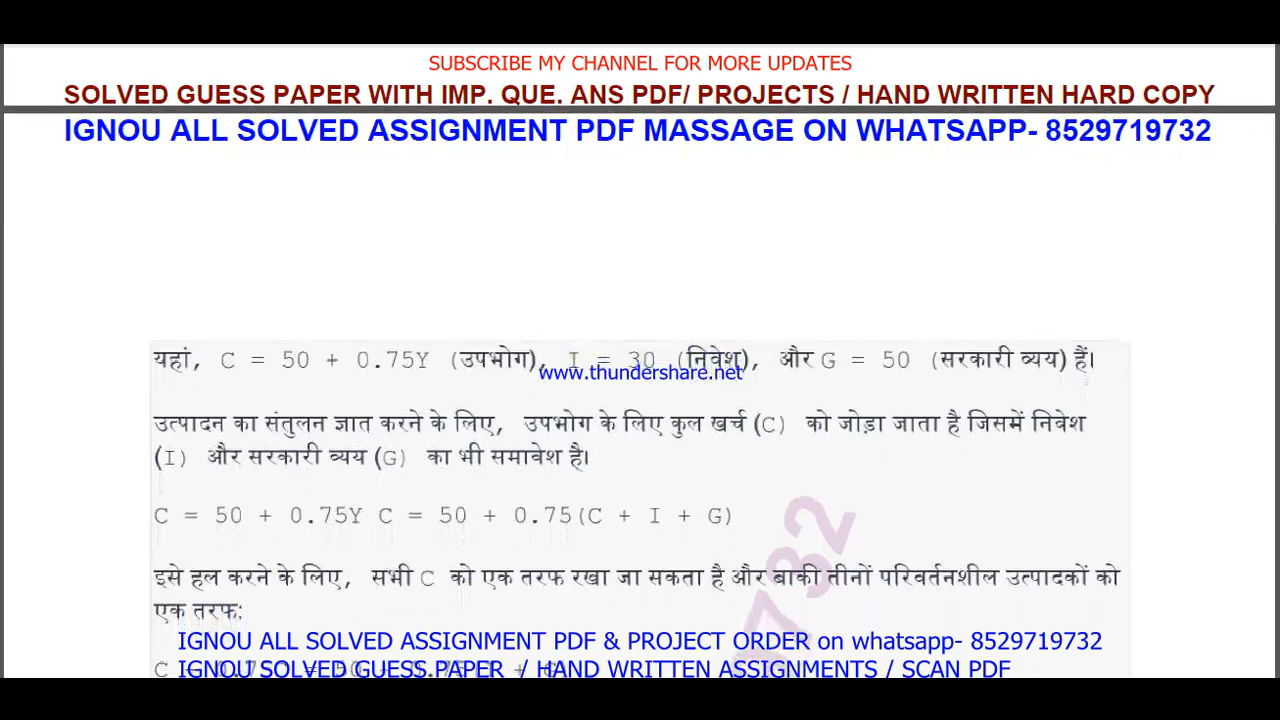 SUBSCRIBE MY CHANNEL FOR MORE UPDATES
SOLVED GUESS PAPER WITH IMP. QUE. ANS PDF/ PROJECTS / HAND WRITTEN HARD COPY
IGNOU ALL SOLVED ASSIGNMENT PDF MASSAGE ON WHATSAPP- 8529719732
यहां, C = 50 + 0.75Y (उपभोग), I = 30 (निवेश), और G = 50 (सरकारी व्यय) हैं।
www.thundershare.net
उत्पादन का संतुलन ज्ञात करने के लिए, उपभोग के लिए कुल खर्च (C) को जोड़ा जाता है जिसमें निवेश
(I) और सरकारी व्यय (G) का भी समावेश है।
C = 50 + 0.75Y C = 50 + 0.75(C + I + G)
इसे हल करने के लिए, सभी C को एक तरफ रखा जा सकता है और बाकी तीनों परिवर्तनशील उत्पादकों को
एक तरफ:
IGNOU ALL SOLVED ASSIGNMENT PDF & PROJECT ORDER on whatsapp- 8529719732
IGNOU SOLVED GUESS PAPER / HAND WRITTEN ASSIGNMENTS / SCAN PDF